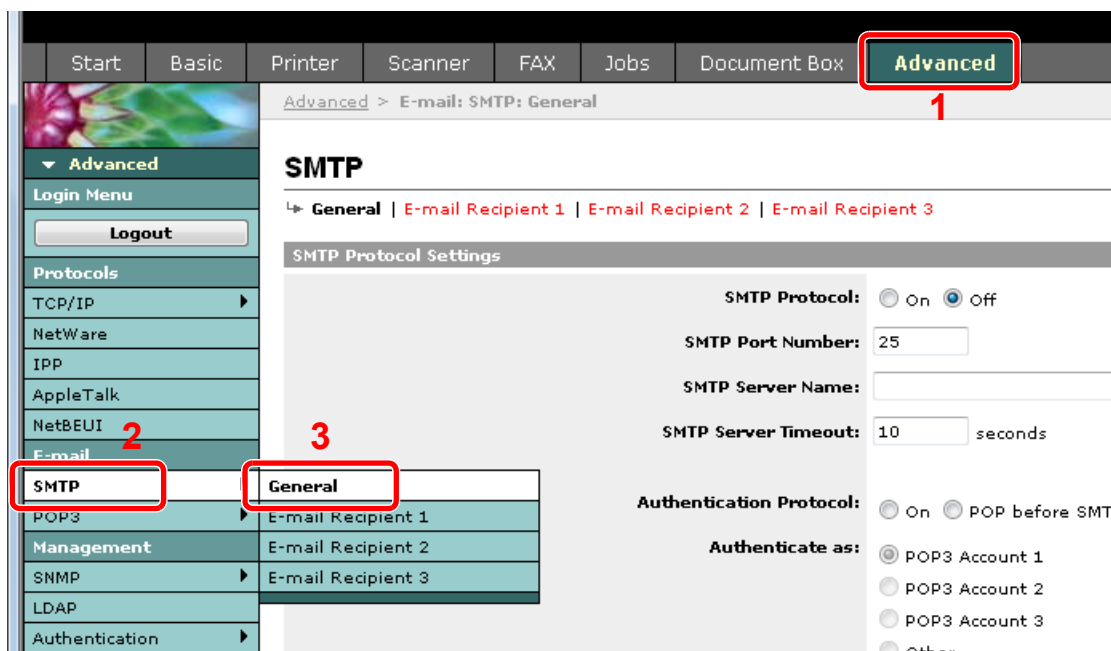 Start Basic Printer Scanner FAX Jobs Document Box Advanced
1
Advanced > E-mail: SMTP: General
▼ Advanced
Login Menu
Logout
Protocols
TCP/IP
NetWare
IPP
AppleTalk
NetBEUI
2
E-mail
SMTP
POP3
Management
SNMP
LDAP
Authentication
3
General
E-mail Recipient 1
E-mail Recipient 2
E-mail Recipient 3
SMTP
General | E-mail Recipient 1 | E-mail Recipient 2 | E-mail Recipient 3
SMTP Protocol Settings
SMTP Protocol: On Off
SMTP Port Number: 25
SMTP Server Name:
SMTP Server Timeout: 10 seconds
Authentication Protocol: On POP before SMT
Authenticate as: POP3 Account 1
POP3 Account 2
POP3 Account 3
Other